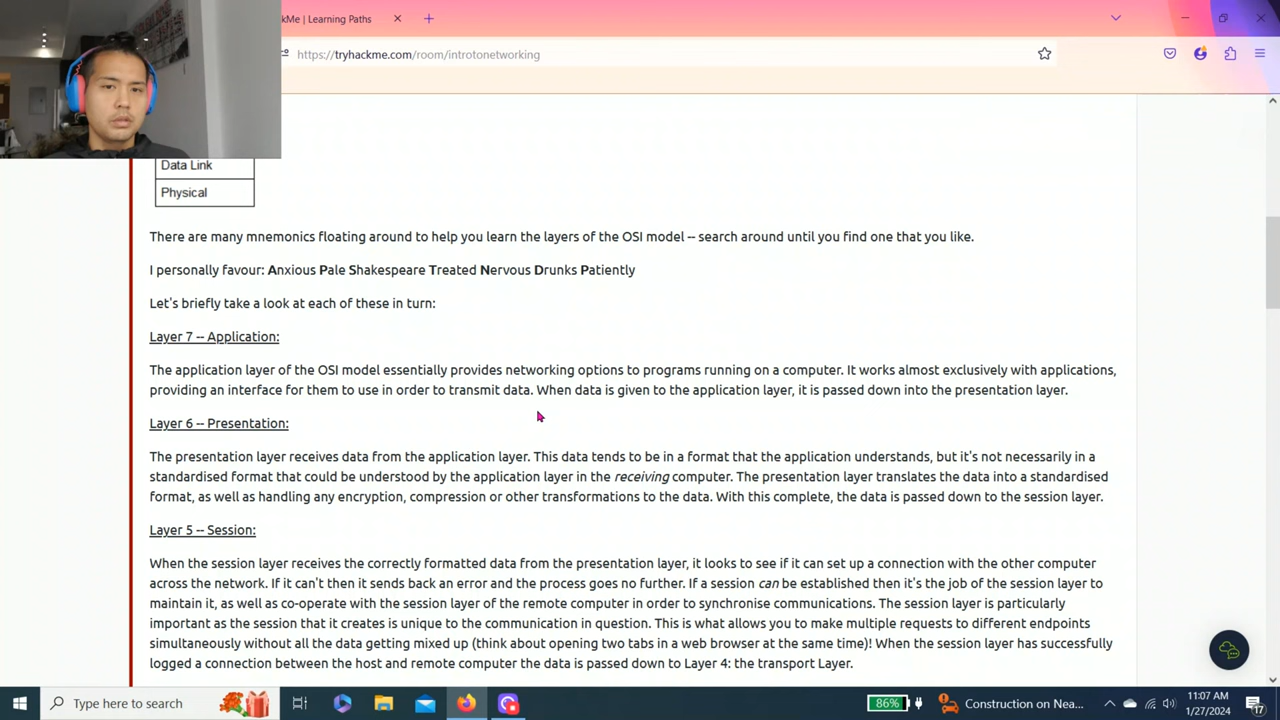 kMe | Learning Paths
https://tryhackme.com/room/introtonetworking
Data Link
Physical
There are many mnemonics floating around to help you learn the layers of the OSI model -- search around until you find one that you like.
I personally favour: Anxious Pale Shakespeare Treated Nervous Drunks Patiently
Let's briefly take a look at each of these in turn:
Layer 7 -- Application:
The application layer of the OSI model essentially provides networking options to programs running on a computer. It works almost exclusively with applications,
providing an interface for them to use in order to transmit data. When data is given to the application layer, it is passed down into the presentation layer.
Layer 6 -- Presentation:
The presentation layer receives data from the application layer. This data tends to be in a format that the application understands, but it's not necessarily in a
standardised format that could be understood by the application layer in the receiving computer. The presentation layer translates the data into a standardised
format, as well as handling any encryption, compression or other transformations to the data. With this complete, the data is passed down to the session layer.
Layer 5 -- Session:
When the session layer receives the correctly formatted data from the presentation layer, it looks to see if it can set up a connection with the other computer
across the network. If it can't then it sends back an error and the process goes no further. If a session can be established then it's the job of the session layer to
maintain it, as well as co-operate with the session layer of the remote computer in order to synchronise communications. The session layer is particularly
important as the session that it creates is unique to the communication in question. This is what allows you to make multiple requests to different endpoints
simultaneously without all the data getting mixed up (think about opening two tabs in a web browser at the same time)! When the session layer has successfully
logged a connection between the host and remote computer the data is passed down to Layer 4: the transport Layer.
Type here to search
86%
Construction on Nea...
11:07 AM
1/27/2024
17